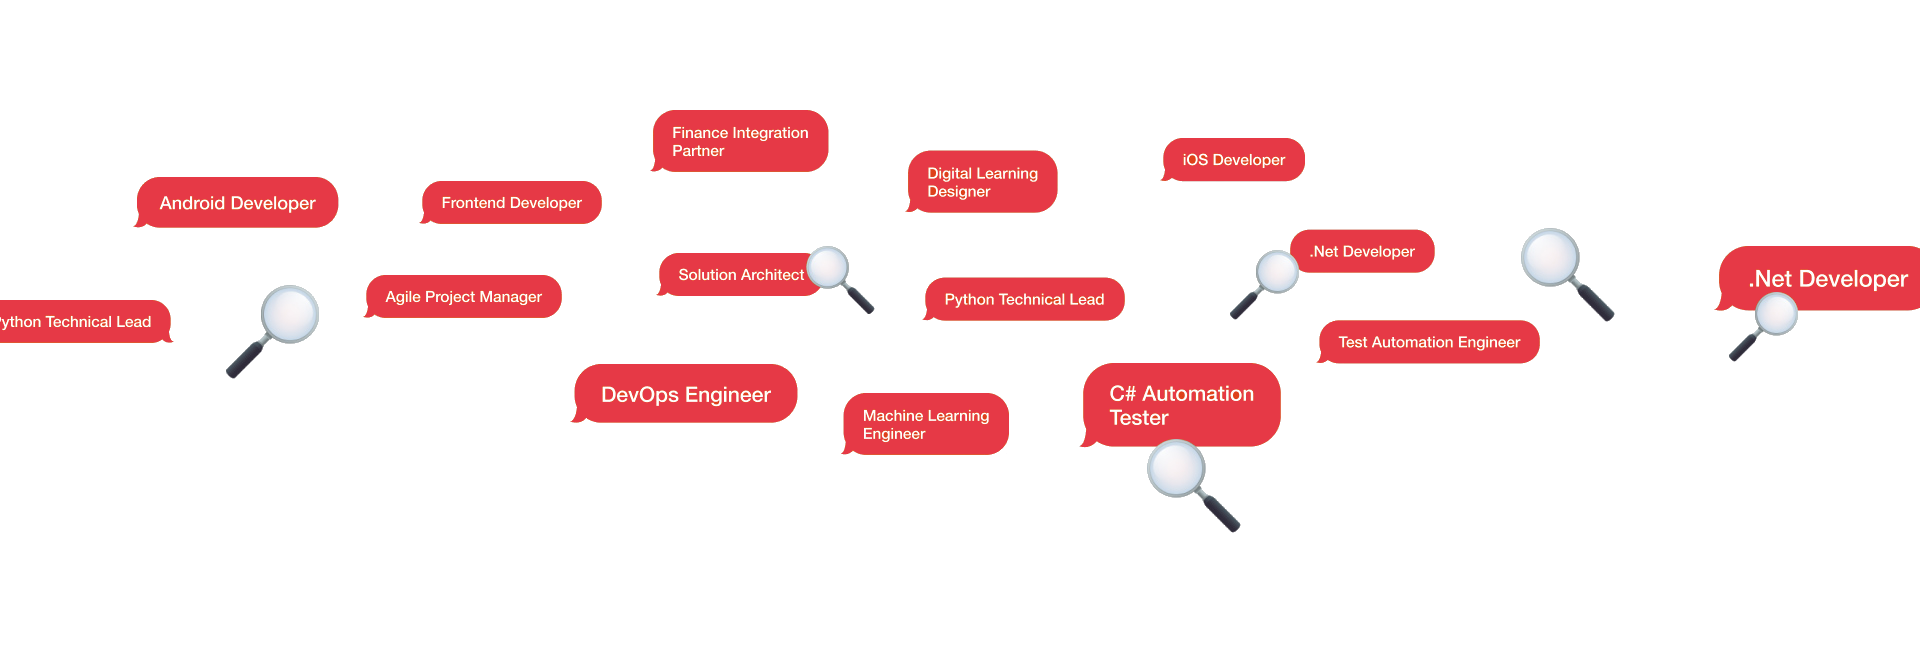 Finance Integration
Partner
iOS Developer
Digital Learning
Designer
Android Developer
Frontend Developer
.Net Developer
Solution Architect
.Net Developer
Agile Project Manager
Python Technical Lead
ython Technical Lead
Test Automation Engineer
DevOps Engineer
C# Automation
Tester
Machine Learning
Engineer